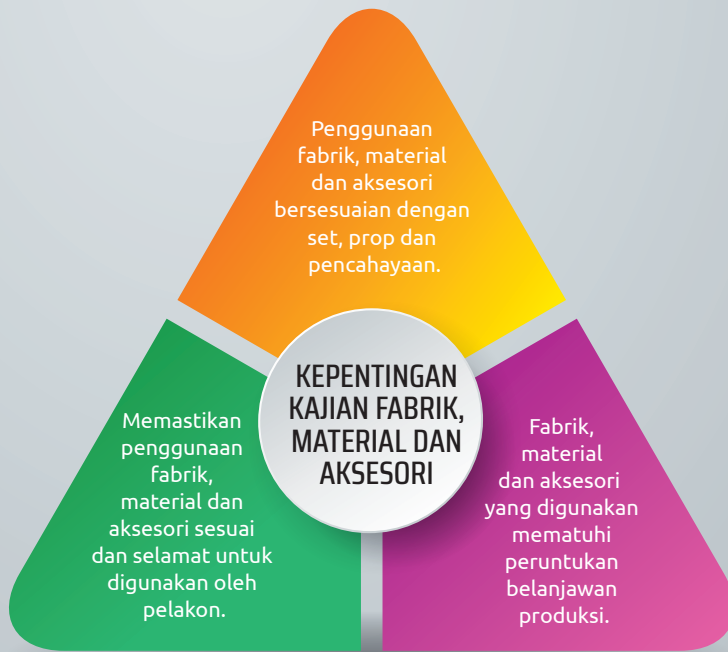 Penggunaan
fabrik, material
dan aksesori
bersesuaian dengan
set, prop dan
pencahayaan.
KEPENTINGAN
KAJIAN FABRIK,
MATERIAL DAN
AKSESORI
Memastikan
penggunaan
fabrik,
material dan
aksesori sesuai
dan selamat untuk
digunakan oleh
pelakon.
Fabrik,
material
dan aksesori
yang digunakan
mematuhi
peruntukan
belanjawan
produksi.